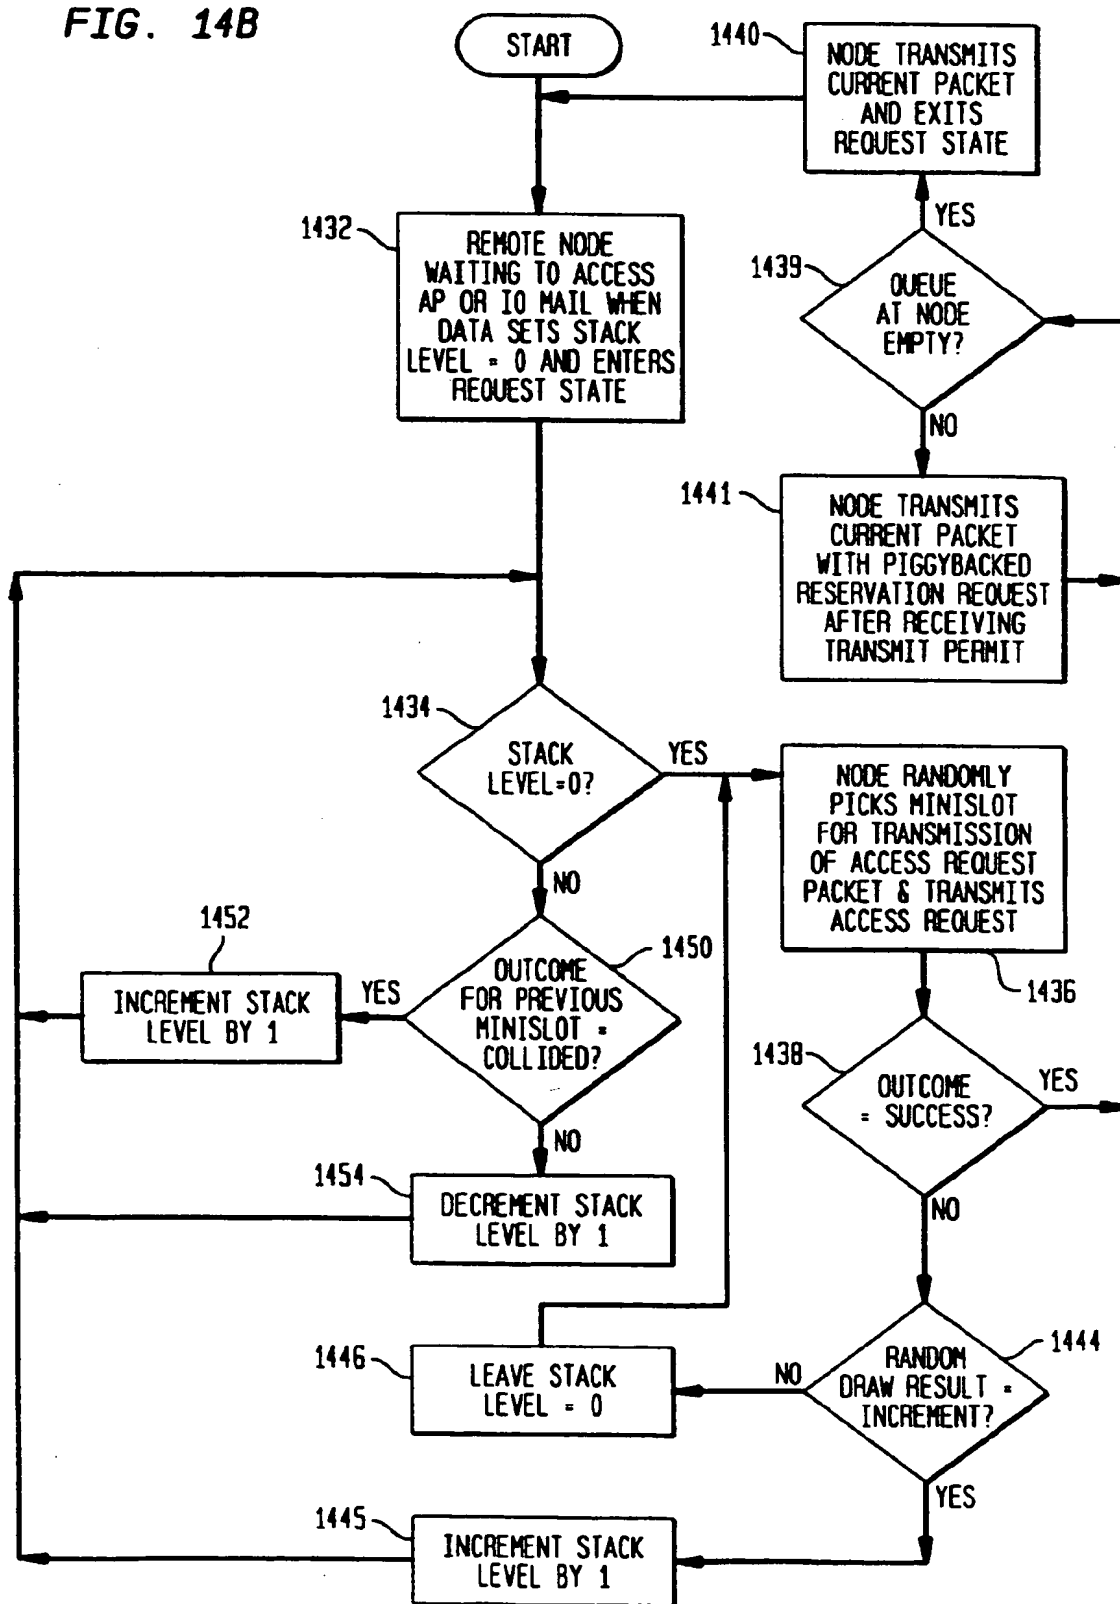 FIG. 14B
START
1440
NODE TRANSMITS
CURRENT PACKET
AND EXITS
REQUEST STATE
YES
1432
REMOTE NODE
WAITING TO ACCESS
AP OR IO MAIL WHEN
DATA SETS STACK
LEVEL = 0 AND ENTERS
REQUEST STATE
1439
QUEUE
AT NODE
EMPTY?
NO
1441
NODE TRANSMITS
CURRENT PACKET
WITH PIGGYBACKED
RESERVATION REQUEST
AFTER RECEIVING
TRANSMIT PERMIT
1434
STACK
LEVEL=0?
YES
NO
NODE RANDOMLY
PICKS MINISLOT
FOR TRANSMISSION
OF ACCESS REQUEST
PACKET & TRANSMITS
ACCESS REQUEST
1436
1452
INCREMENT STACK
LEVEL BY 1
YES
1450
OUTCOME
FOR PREVIOUS
MINISLOT =
COLLIDED?
NO
1438
OUTCOME
= SUCCESS?
YES
NO
1454
DECREMENT STACK
LEVEL BY 1
1446
LEAVE STACK
LEVEL = 0
NO
1444
RANDOM
DRAW RESULT =
INCREMENT?
YES
1445
INCREMENT STACK
LEVEL BY 1